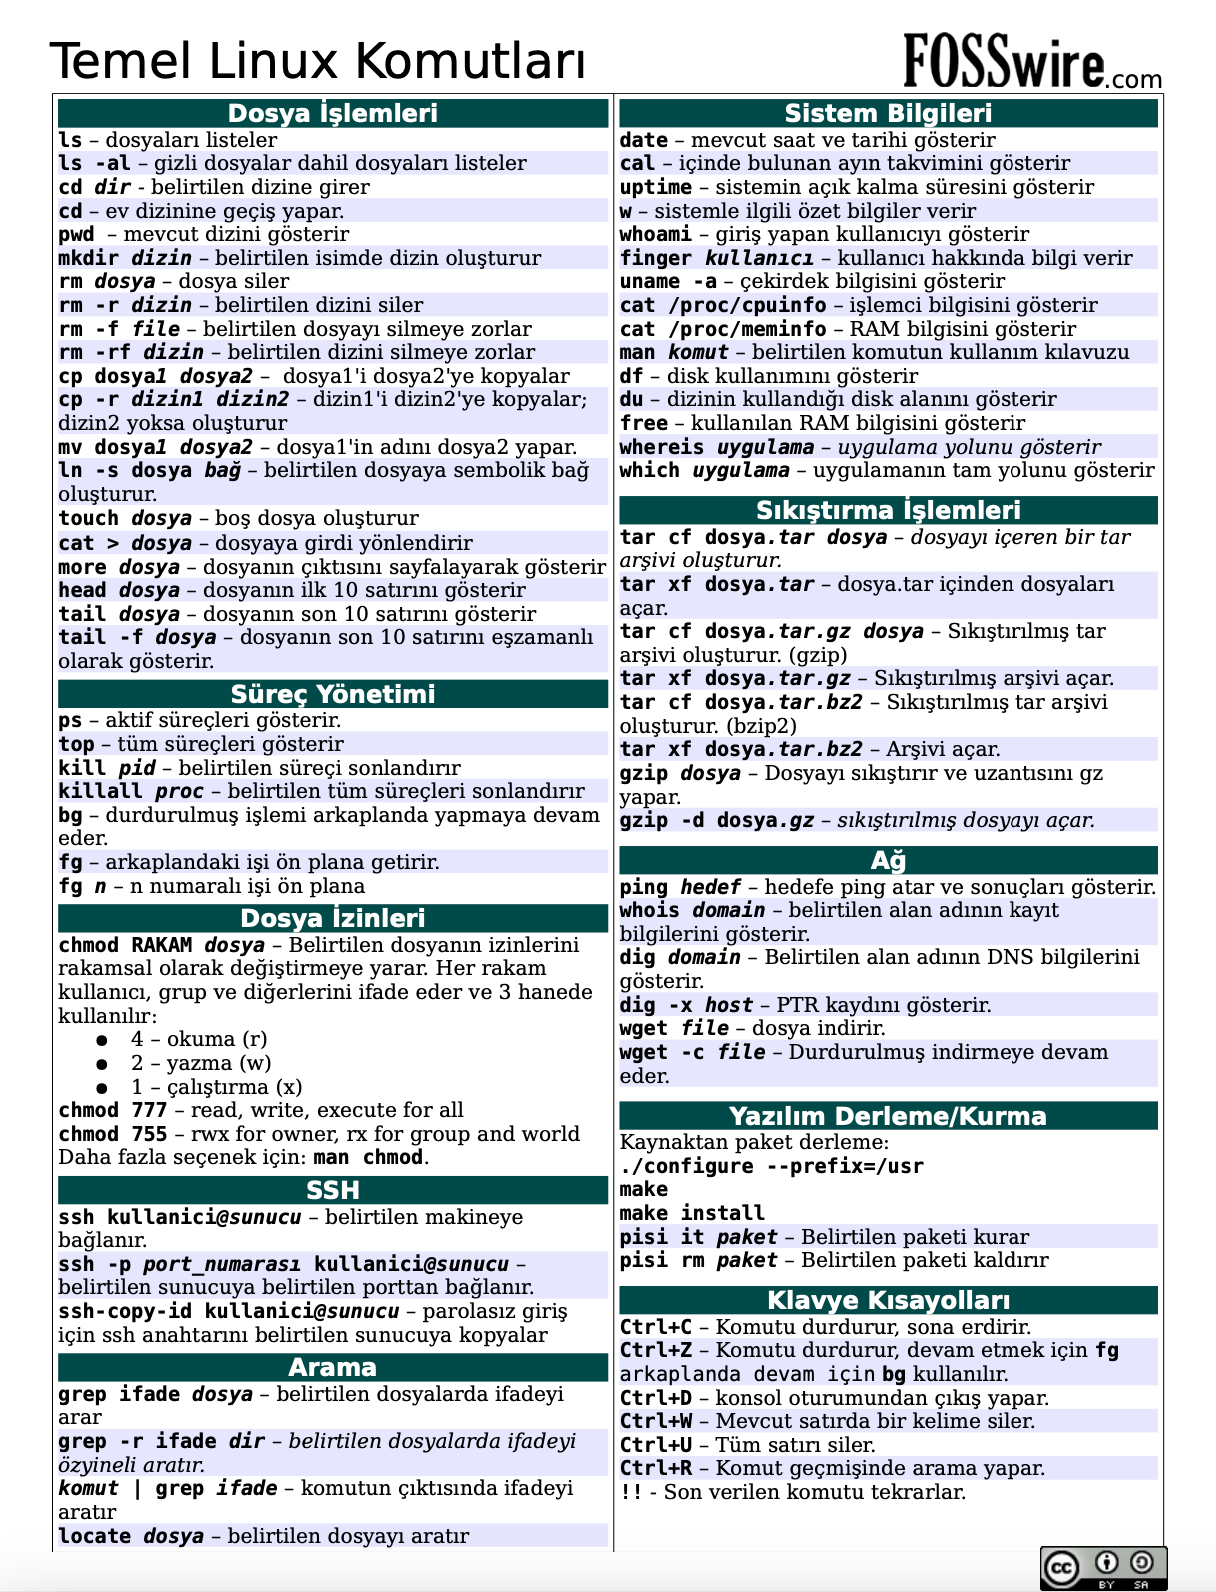 Temel Linux Komutları
FOSSwire.com
Dosya İşlemleri
ls – dosyaları listeler
ls -al – gizli dosyalar dahil dosyaları listeler
cd dir - belirtilen dizine girer
cd – ev dizinine geçiş yapar.
pwd – mevcut dizini gösterir
mkdir dizin – belirtilen isimde dizin oluşturur
rm dosya – dosya siler
rm -r dizin – belirtilen dizini siler
rm -f file – belirtilen dosyayı silmeye zorlar
rm -rf dizin – belirtilen dizini silmeye zorlar
cp dosya1 dosya2 – dosya1'i dosya2'ye kopyalar
cp -r dizin1 dizin2 – dizin1'i dizin2'ye kopyalar;
dizin2 yoksa oluşturur
mv dosya1 dosya2 – dosya1'in adını dosya2 yapar.
ln -s dosya bağ – belirtilen dosyaya sembolik bağ
oluşturur.
touch dosya – boş dosya oluşturur
cat > dosya – dosyaya girdi yönlendirir
more dosya – dosyanın çıktısını sayfalayarak gösterir
head dosya – dosyanın ilk 10 satırını gösterir
tail dosya – dosyanın son 10 satırını gösterir
tail -f dosya – dosyanın son 10 satırını eşzamanlı
olarak gösterir.
Süreç Yönetimi
ps – aktif süreçleri gösterir.
top – tüm süreçleri gösterir
kill pid – belirtilen süreçi sonlandırır
killall proc – belirtilen tüm süreçleri sonlandırır
bg – durdurulmuş işlemi arkaplanda yapmaya devam
eder.
fg – arkaplandaki işi ön plana getirir.
fg n – n numaralı işi ön plana
Dosya İzinleri
chmod RAKAM dosya – Belirtilen dosyanın izinlerini
rakamsal olarak değiştirmeye yarar. Her rakam
kullanıcı, grup ve diğerlerini ifade eder ve 3 hanede
kullanılır:
● 4 – okuma (r)
● 2 – yazma (w)
● 1 – çalıştırma (x)
chmod 777 – read, write, execute for all
chmod 755 – rwx for owner, rx for group and world
Daha fazla seçenek için: man chmod.
SSH
ssh kullanici@sunucu – belirtilen makineye
bağlanır.
ssh -p port_numarası kullanici@sunucu –
belirtilen sunucuya belirtilen porttan bağlanır.
ssh-copy-id kullanici@sunucu – parolasız giriş
için ssh anahtarını belirtilen sunucuya kopyalar
Arama
grep ifade dosya – belirtilen dosyalarda ifadeyi
arar
grep -r ifade dir – belirtilen dosyalarda ifadeyi
özyineli aratır.
komut | grep ifade – komutun çıktısında ifadeyi
aratır
locate dosya – belirtilen dosyayı aratır
Sistem Bilgileri
date – mevcut saat ve tarihi gösterir
cal – içinde bulunan ayın takvimini gösterir
uptime – sistemin açık kalma süresini gösterir
w – sistemle ilgili özet bilgiler verir
whoami – giriş yapan kullanıcıyı gösterir
finger kullanıcı – kullanıcı hakkında bilgi verir
uname -a – çekirdek bilgisini gösterir
cat /proc/cpuinfo – işlemci bilgisini gösterir
cat /proc/meminfo – RAM bilgisini gösterir
man komut – belirtilen komutun kullanım kılavuzu
df – disk kullanımını gösterir
du – dizinin kullandığı disk alanını gösterir
free – kullanılan RAM bilgisini gösterir
whereis uygulama – uygulama yolunu gösterir
which uygulama – uygulamanın tam yolunu gösterir
Sıkıştırma İşlemleri
tar cf dosya.tar dosya – dosyayı içeren bir tar
arşivi oluşturur.
tar xf dosya.tar – dosya.tar içinden dosyaları
açar.
tar cf dosya.tar.gz dosya – Sıkıştırılmış tar
arşivi oluşturur. (gzip)
tar xf dosya.tar.gz – Sıkıştırılmış arşivi açar.
tar cf dosya.tar.bz2 – Sıkıştırılmış tar arşivi
oluşturur. (bzip2)
tar xf dosya.tar.bz2 – Arşivi açar.
gzip dosya – Dosyayı sıkıştırır ve uzantısını gz
yapar.
gzip -d dosya.gz – sıkıştırılmış dosyayı açar.
Ağ
ping hedef – hedefe ping atar ve sonuçları gösterir.
whois domain – belirtilen alan adının kayıt
bilgilerini gösterir.
dig domain – Belirtilen alan adının DNS bilgilerini
gösterir.
dig -x host – PTR kaydını gösterir.
wget file – dosya indirir.
wget -c file – Durdurulmuş indirmeye devam
eder.
Yazılım Derleme/Kurma
Kaynaktan paket derleme:
./configure --prefix=/usr
make
make install
pisi it paket – Belirtilen paketi kurar
pisi rm paket – Belirtilen paketi kaldırır
Klavye Kısayolları
Ctrl+C – Komutu durdurur, sona erdirir.
Ctrl+Z – Komutu durdurur, devam etmek için fg
arkaplanda devam için bg kullanılır.
Ctrl+D – konsol oturumundan çıkış yapar.
Ctrl+W – Mevcut satırda bir kelime siler.
Ctrl+U – Tüm satırı siler.
Ctrl+R – Komut geçmişinde arama yapar.
!! - Son verilen komutu tekrarlar.
cc BY SA